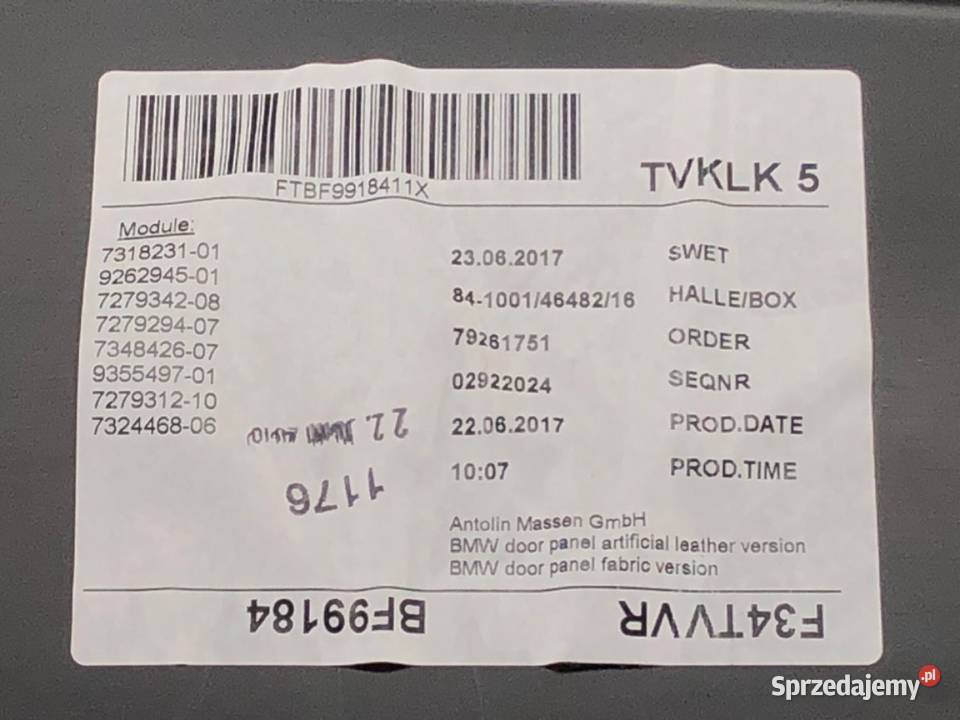 FTBF9918411X
TVKLK 5
Module:
7318231-01
9262945-01
7279342-08
7279294-07
7348426-07
9355497-01
7279312-10
7324468-06
23.06.2017 SWET
84-1001/46482/16 HALLE/BOX
79261751 ORDER
02922024 SEQNR
22.06.2017 PROD.DATE
10:07 PROD.TIME
22.
1176
Antolin Massen GmbH
BMW door panel artificial leather version
BMW door panel fabric version
BF99184
F34TVVR
Sprzedajemy.pl